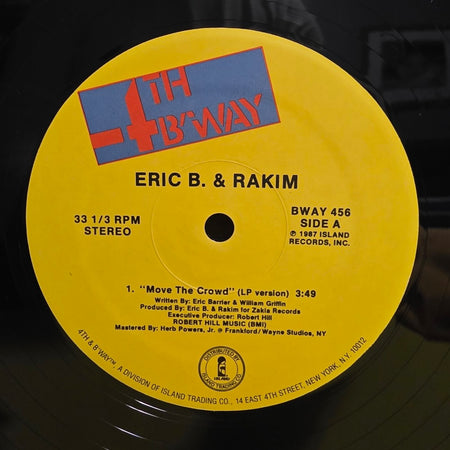 4TH
B'WAY
ERIC B. & RAKIM
33 1/3 RPM
STEREO
BWAY 456
SIDE A
℗ 1987 ISLAND
RECORDS, INC.
1. "Move The Crowd" (LP version) 3:49
Written By: Eric Barrier & William Griffin
Produced By: Eric B. & Rakim for Zakia Records
Executive Producer: Robert Hill
ROBERT HILL MUSIC (BMI)
Mastered By: Herb Powers, Jr. @ Frankford/Wayne Studios, NY
DISTRIBUTED BY
ISLAND
ISLAND TRADING CO.
4TH & B'WAY™, A DIVISION OF ISLAND TRADING CO., 14 EAST 4TH STREET, NEW YORK, N.Y. 10012